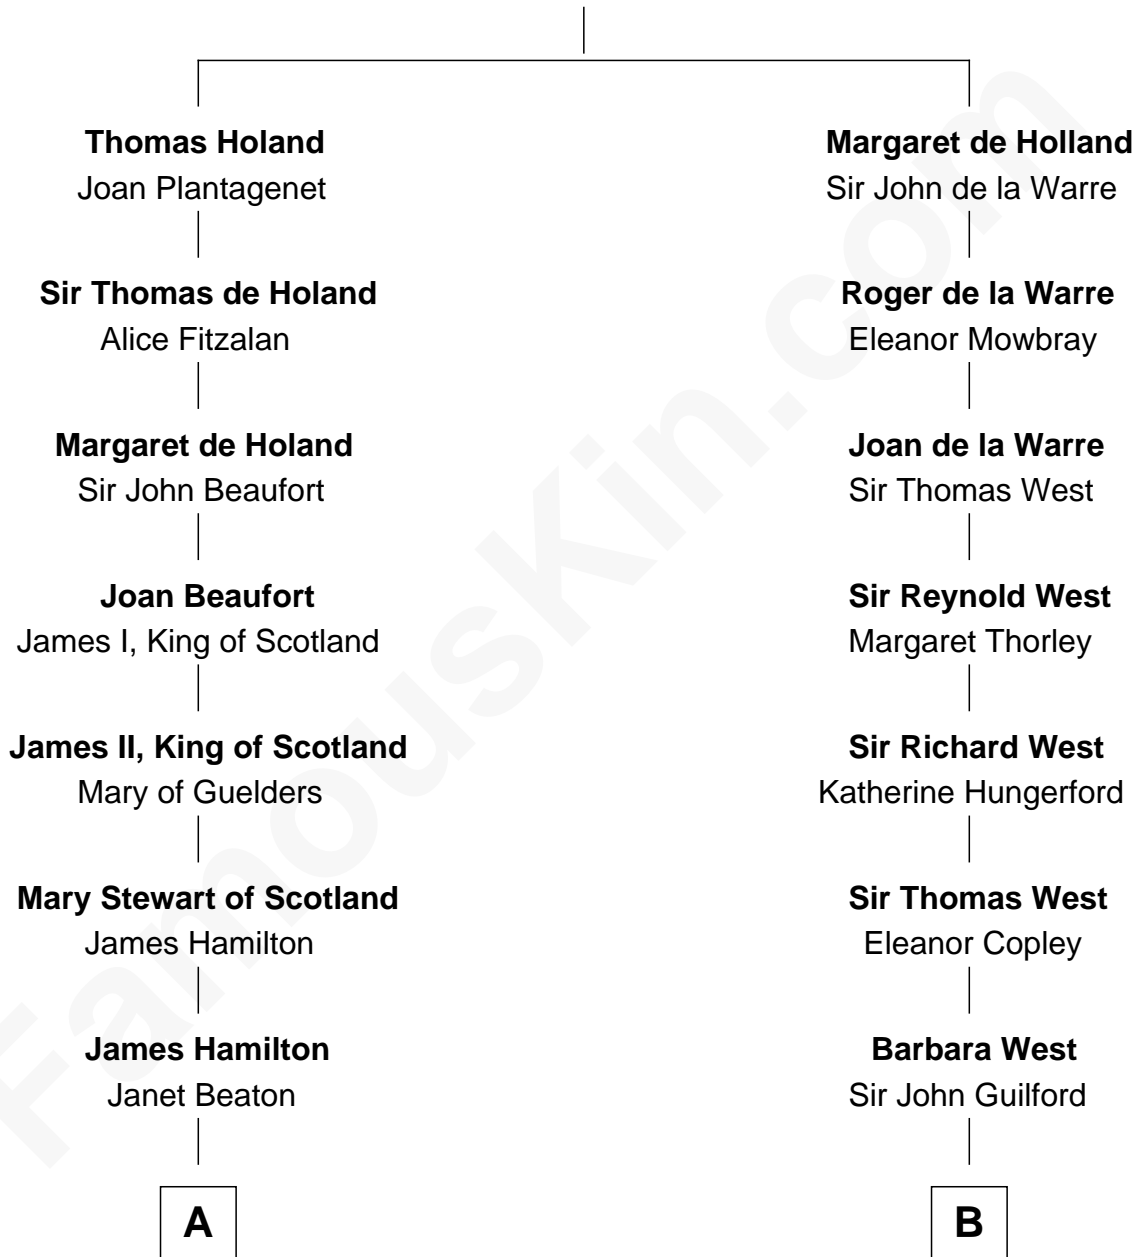 Thomas Holand
Joan Plantagenet
Sir Thomas de Holand
Alice Fitzalan
Margaret de Holand
Sir John Beaufort
Joan Beaufort
James I, King of Scotland
James II, King of Scotland
Mary of Guelders
Mary Stewart of Scotland
James Hamilton
James Hamilton
Janet Beaton
A
Margaret de Holland
Sir John de la Warre
Roger de la Warre
Eleanor Mowbray
Joan de la Warre
Sir Thomas West
Sir Reynold West
Margaret Thorley
Sir Richard West
Katherine Hungerford
Sir Thomas West
Eleanor Copley
Barbara West
Sir John Guilford
B
FamousKin.com